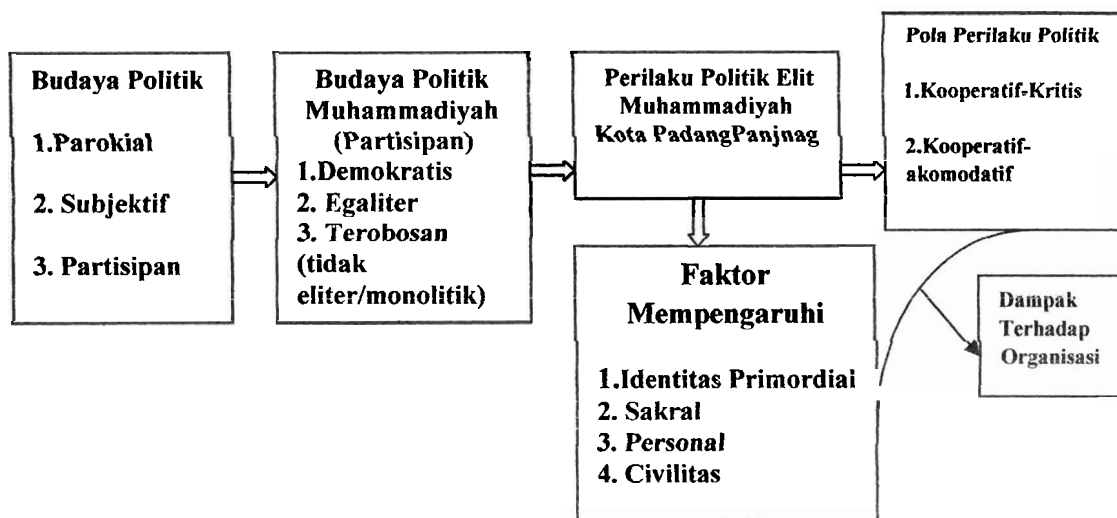 Budaya Politik
1.Parokial
2. Subjektif
3. Partisipan
Budaya Politik
Muhammadiyah
(Partisipan)
1.Demokratis
2. Egaliter
3. Terobosan
(tidak
eliter/monolitik)
Perilaku Politik Elit
Muhammadiyah
Kota PadangPanjnag
Pola Perilaku Politik
1.Kooperatif-Kritis
2.Kooperatif-
akomodatif
Faktor
Mempengaruhi
1.Identitas Primordiai
2. Sakral
3. Personal
4. Civilitas
Dampak
Terhadap
Organisasi